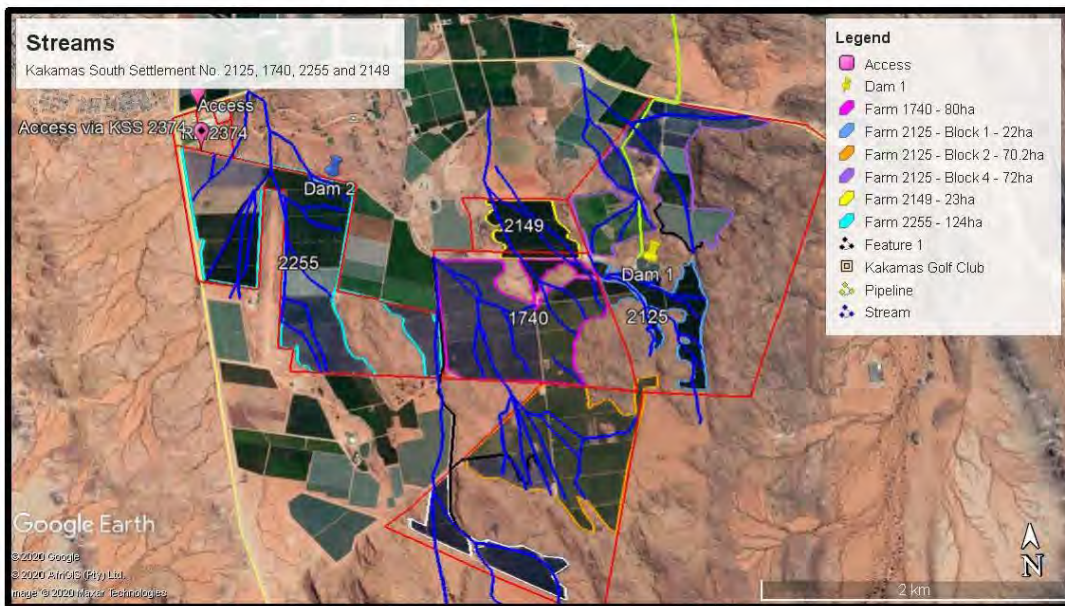 Streams
Kakamas South Settlement No. 2125, 1740, 2255 and 2149
Legend
Access
Dam 1
Farm 1740 - 80ha
Farm 2125 - Block 1 - 22ha
Farm 2125 - Block 2 - 70.2ha
Farm 2125 - Block 4 - 72ha
Farm 2149 - 23ha
Farm 2255 - 124ha
Feature 1
Kakamas Golf Club
Pipeline
Stream
Access
Access via KSS 2374
2374
Dam 2
2149
2255
Dam 1
1740
2125
Google Earth
© 2020 Google
© 2020 AfriGIS (Pty) Ltd.
Image © 2020 Maxar Technologies
N
2 km